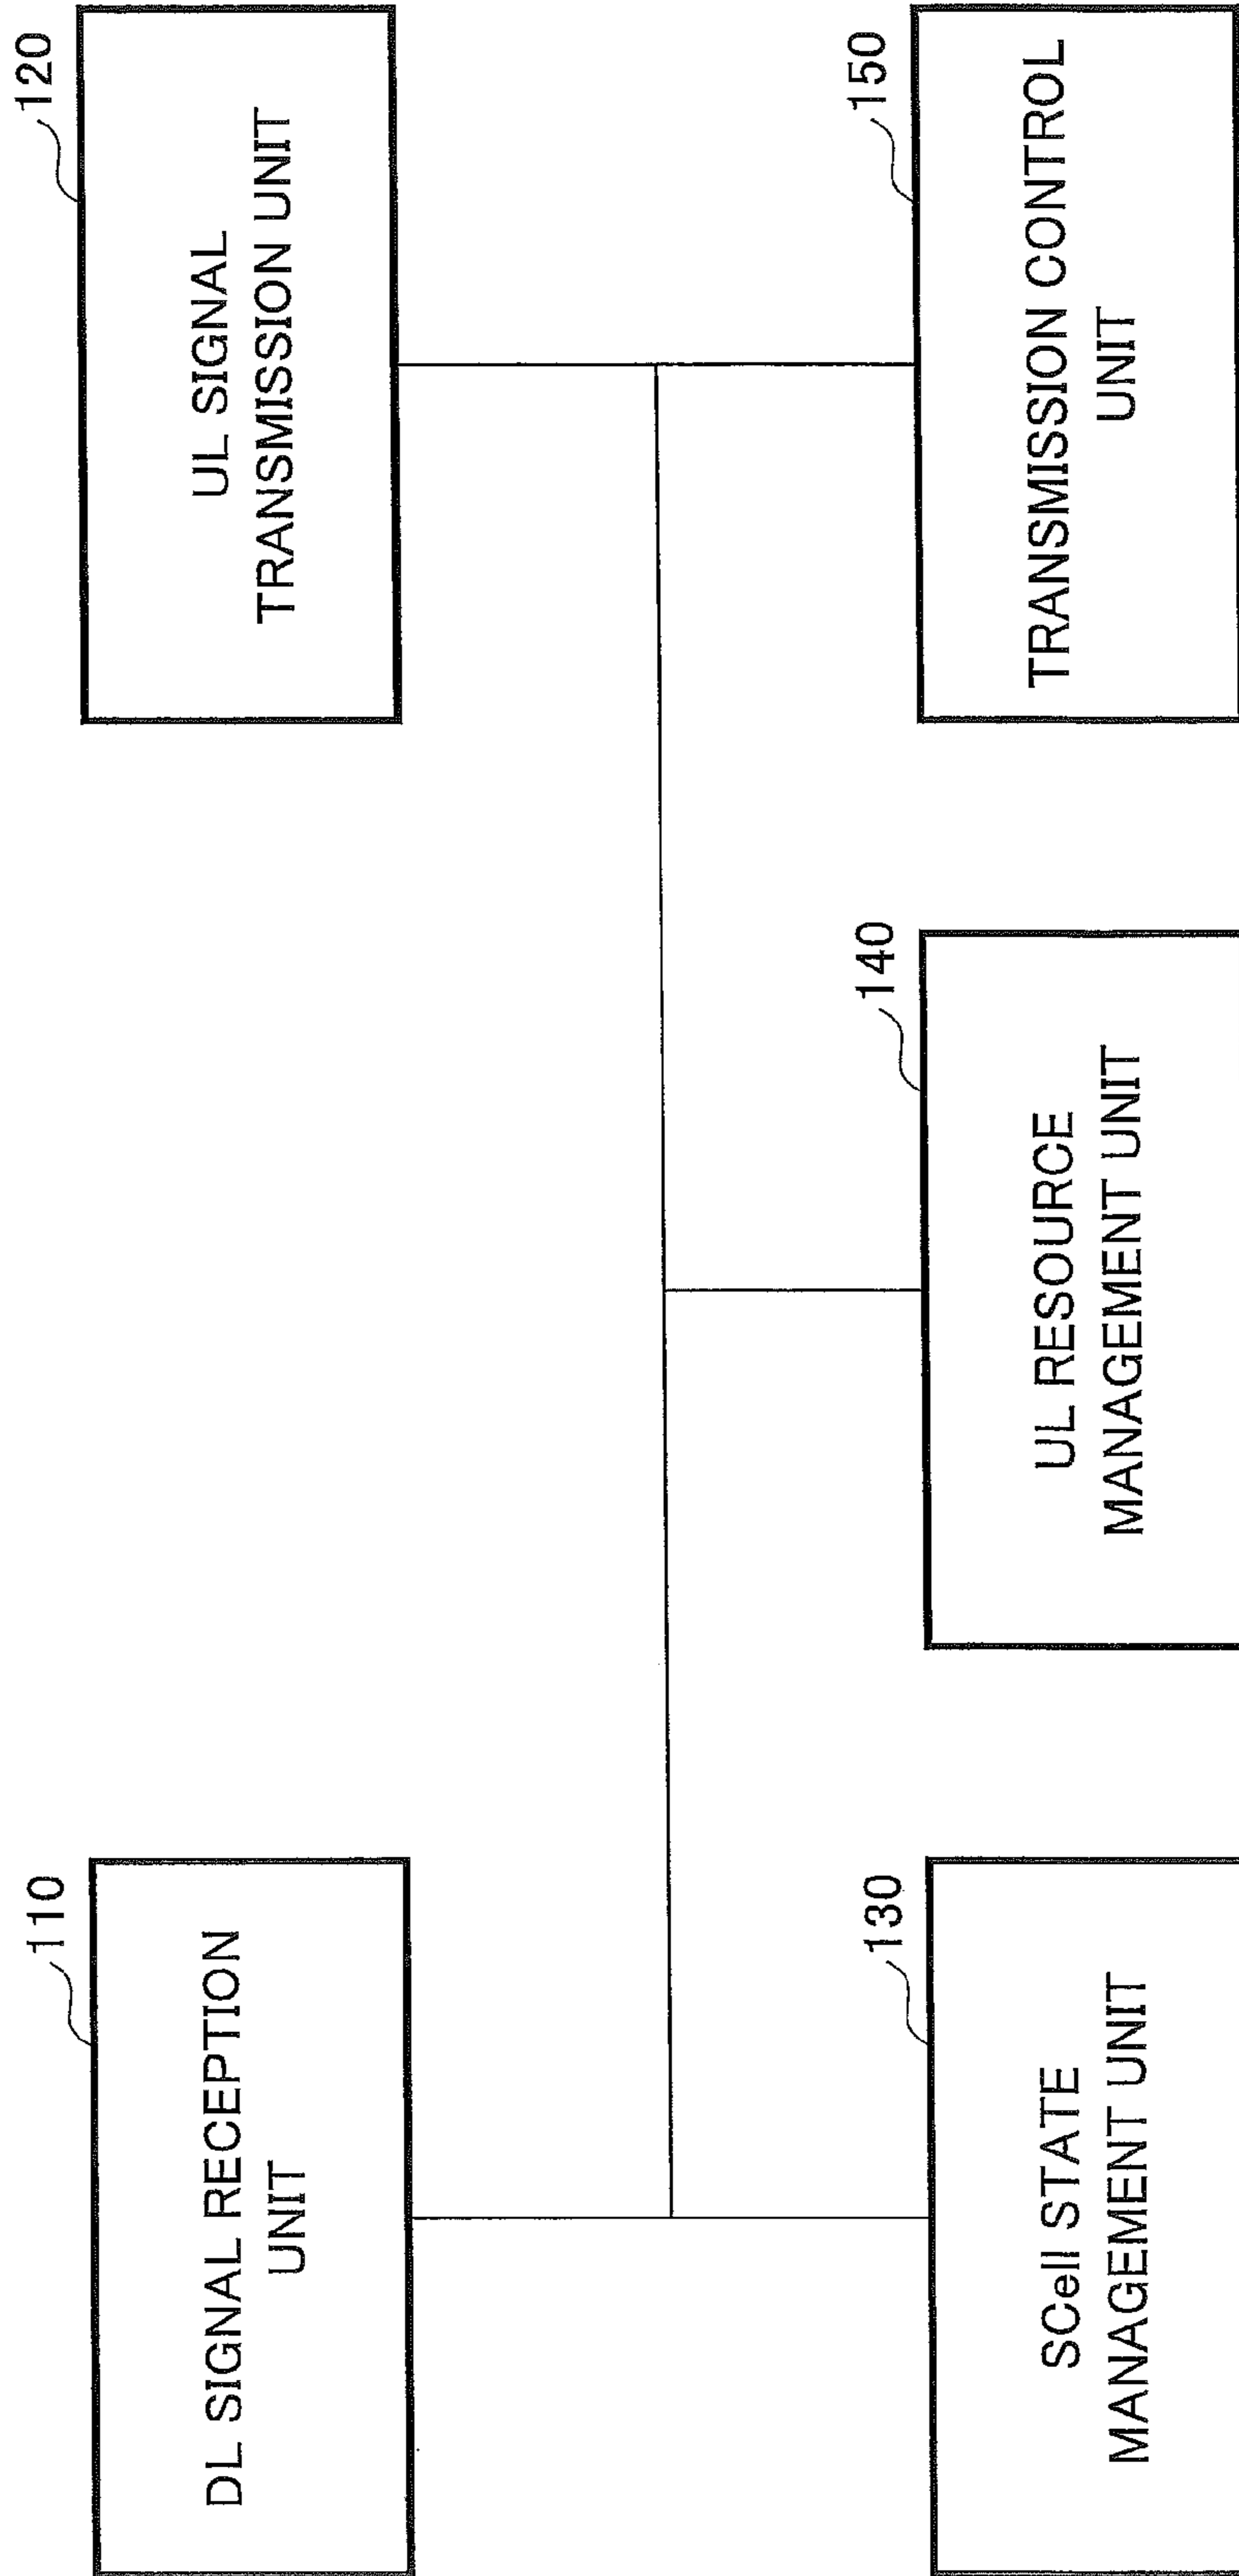 110
DL SIGNAL RECEPTION
UNIT
120
UL SIGNAL
TRANSMISSION UNIT
130
SCell STATE
MANAGEMENT UNIT
140
UL RESOURCE
MANAGEMENT UNIT
150
TRANSMISSION CONTROL
UNIT